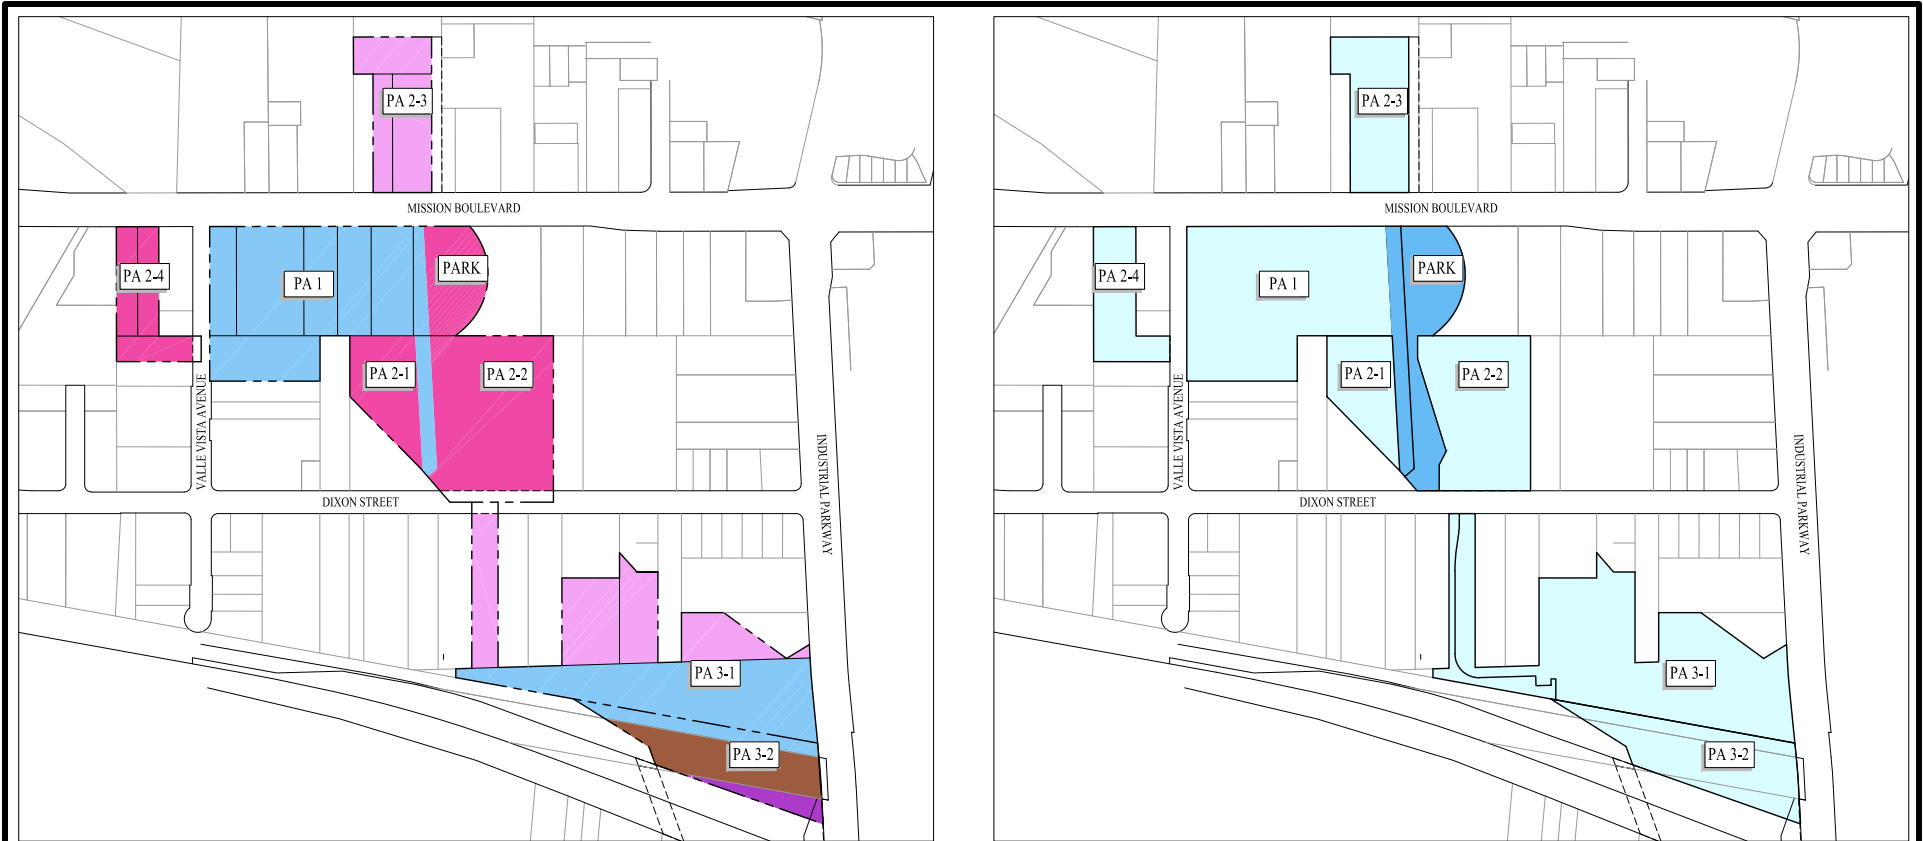 PA 2-3
MISSION BOULEVARD
PA 2-4
PA 1
PARK
PA 2-1
PA 2-2
VALLE VISTA AVENUE
INDUSTRIAL PARKWAY
DIXON STREET
PA 3-1
PA 3-2
PA 2-3
MISSION BOULEVARD
PA 2-4
PA 1
PARK
PA 2-1
PA 2-2
VALLE VISTA AVENUE
INDUSTRIAL PARKWAY
DIXON STREET
PA 3-1
PA 3-2